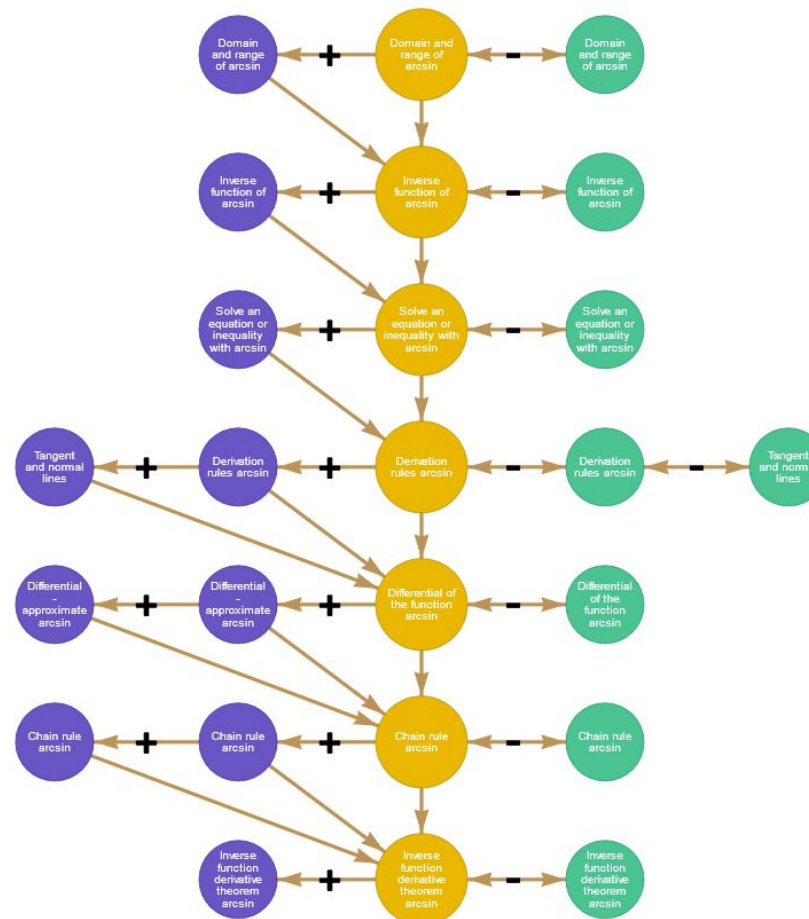 Domain
and range
of arcsin
+
Domain and
range of
arcsin
-
Domain
and range
of arcsin
Inverse
function of
arcsin
+
Inverse
function of
arcsin
-
Inverse
function of
arcsin
Solve an
equation or
inequality
with arcsin
+
Solve an
equation or
inequality with
arcsin
-
Solve an
equation or
inequality
with arcsin
Tangent
and normal
lines
+
Derivation
rules arcsin
+
Derivation
rules arcsin
-
Derivation
rules arcsin
-
Tangent
and normal
lines
Differential
-
approximate
arcsin
+
Differential
-
approximate
arcsin
+
Differential of
the function
arcsin
-
Differential
of the
function
arcsin
Chain rule
arcsin
+
Chain rule
arcsin
+
Chain rule
arcsin
-
Chain rule
arcsin
Inverse
function
derivative
theorem
arcsin
+
Inverse
function
derivative
theorem
arcsin
-
Inverse
function
derivative
theorem
arcsin